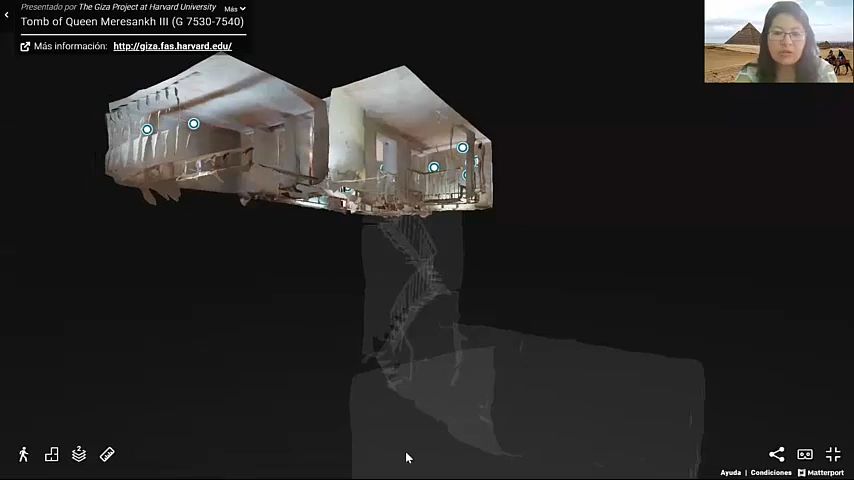 Presentado por The Giza Project at Harvard University
Más
Tomb of Queen Meresankh III (G 7530-7540)
Más información: http://giza.fas.harvard.edu/
2
Ayuda | Condiciones Matterport